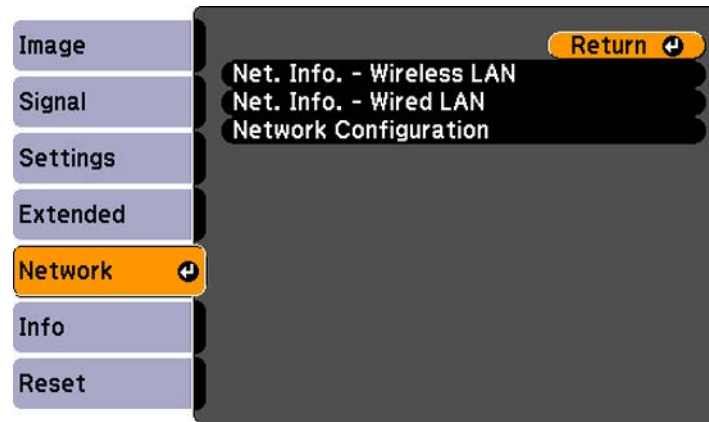 Image
Signal
Settings
Extended
Network
Info
Reset
Return
Net. Info. - Wireless LAN
Net. Info. - Wired LAN
Network Configuration